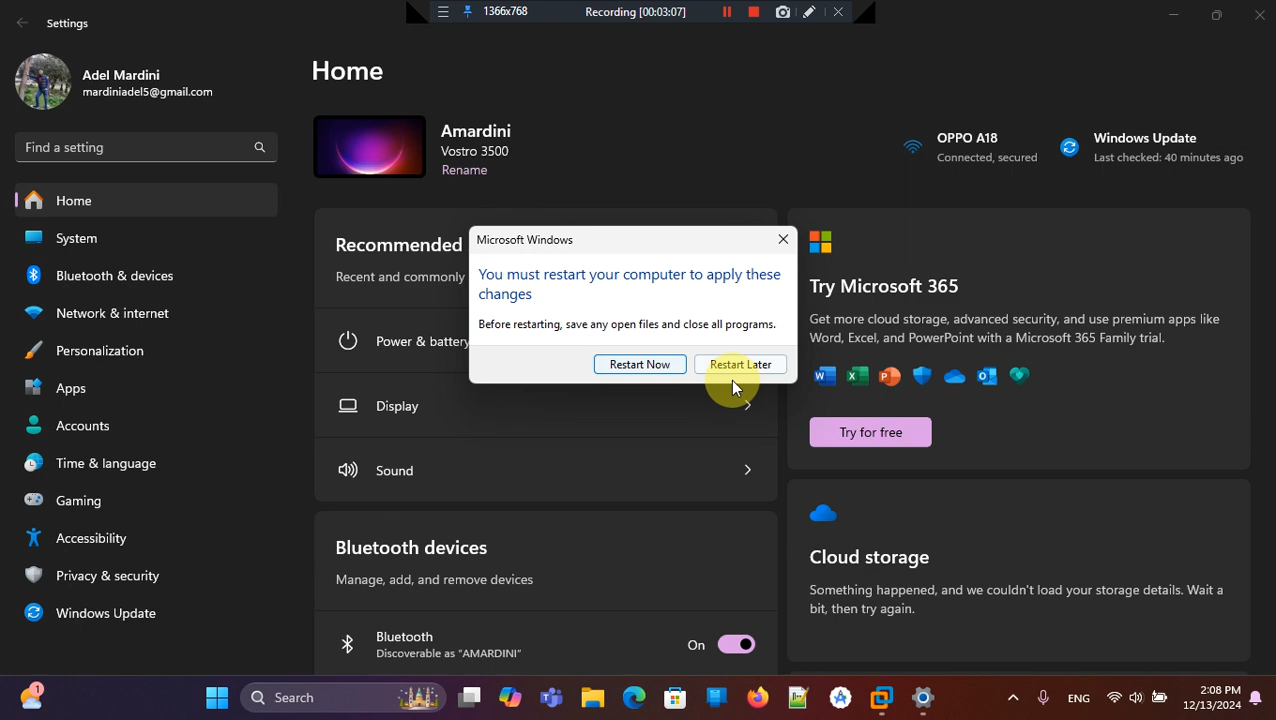 1366x768
Recording [00:03:07]
Settings
Adel Mardini
mardiniadel5@gmail.com
Find a setting
Home
System
Bluetooth & devices
Network & internet
Personalization
Apps
Accounts
Time & language
Gaming
Accessibility
Privacy & security
Windows Update
Home
Amardini
Vostro 3500
Rename
OPPO A18
Connected, secured
Windows Update
Last checked: 40 minutes ago
Recommended
Recent and commonly
Power & battery
Display
Sound
Microsoft Windows
You must restart your computer to apply these
changes
Before restarting, save any open files and close all programs.
Restart Now
Restart Later
Bluetooth devices
Manage, add, and remove devices
Bluetooth
Discoverable as “AMARDINI”
On
Try Microsoft 365
Get more cloud storage, advanced security, and use premium apps like
Word, Excel, and PowerPoint with a Microsoft 365 Family trial.
Try for free
Cloud storage
Something happened, and we couldn't load your storage details. Wait a
bit, then try again.
1
Search
ENG
2:08 PM
12/13/2024